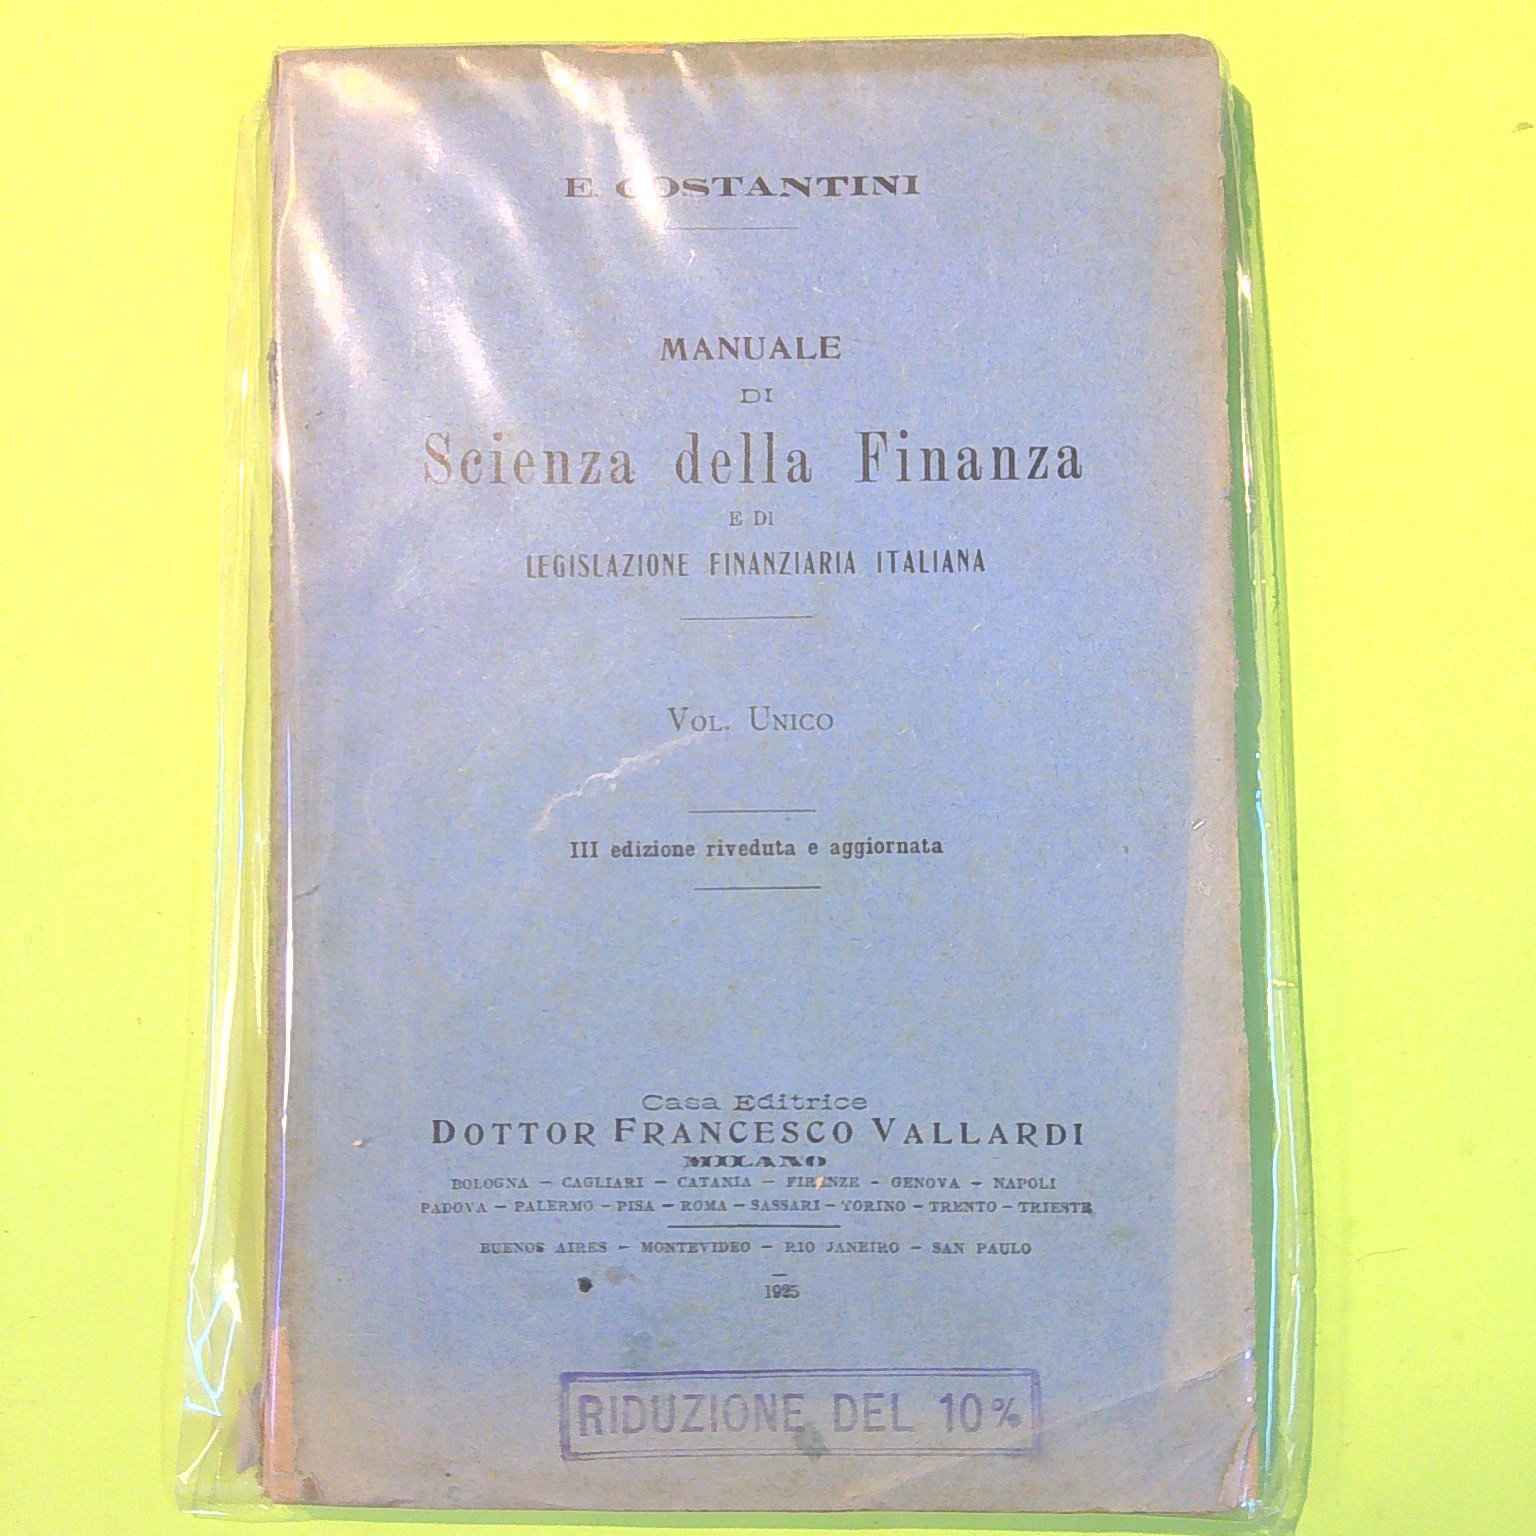 E. COSTANTINI
MANUALE
DI
Scienza della Finanza
E DI
LEGISLAZIONE FINANZIARIA ITALIANA
VOL. UNICO
III edizione riveduta e aggiornata
Casa Editrice
DOTTOR FRANCESCO VALLARDI
MILANO
BOLOGNA — CAGLIARI — CATANIA — FIRENZE — GENOVA — NAPOLI
PADOVA — PALERMO — PISA — ROMA — SASSARI — TORINO — TRENTO — TRIESTE
BUENOS AIRES — MONTEVIDEO — RIO JANEIRO — SAN PAULO
1925
RIDUZIONE DEL 10%